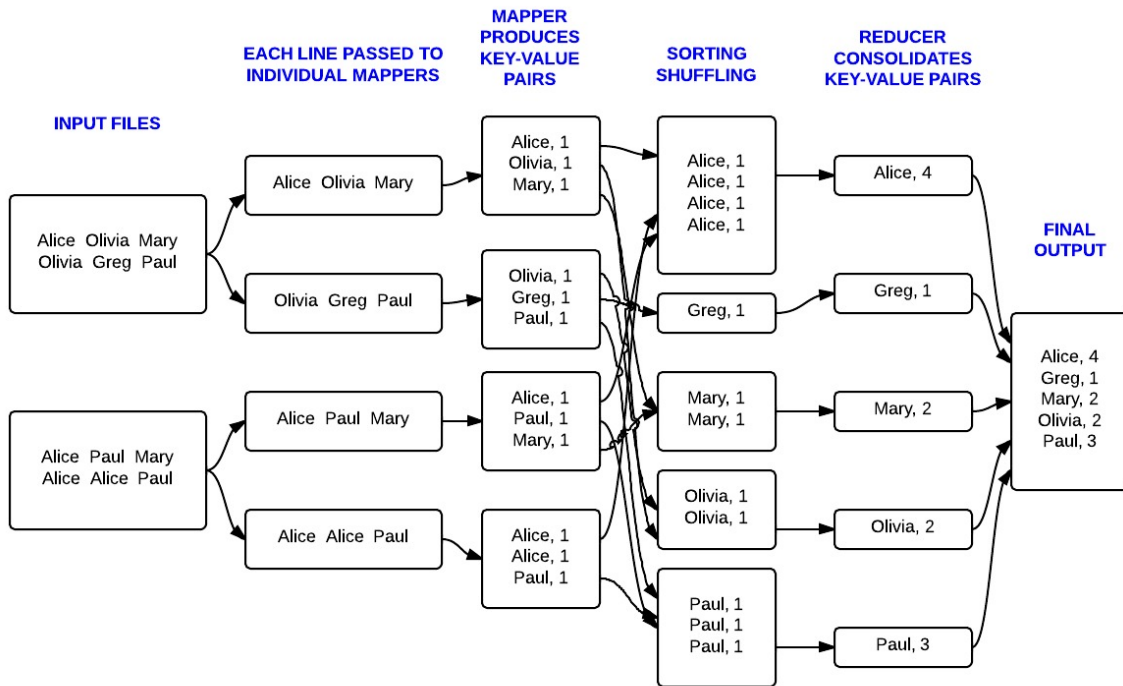 INPUT FILES
Alice Olivia Mary
Olivia Greg Paul
Alice Paul Mary
Alice Alice Paul
EACH LINE PASSED TO
INDIVIDUAL MAPPERS
Alice Olivia Mary
Olivia Greg Paul
Alice Paul Mary
Alice Alice Paul
MAPPER
PRODUCES
KEY-VALUE
PAIRS
Alice, 1
Olivia, 1
Mary, 1
Olivia, 1
Greg, 1
Paul, 1
Alice, 1
Paul, 1
Mary, 1
Alice, 1
Alice, 1
Paul, 1
SORTING
SHUFFLING
Alice, 1
Alice, 1
Alice, 1
Alice, 1
Greg, 1
Mary, 1
Mary, 1
Olivia, 1
Olivia, 1
Paul, 1
Paul, 1
Paul, 1
REDUCER
CONSOLIDATES
KEY-VALUE PAIRS
Alice, 4
Greg, 1
Mary, 2
Olivia, 2
Paul, 3
FINAL
OUTPUT
Alice, 4
Greg, 1
Mary, 2
Olivia, 2
Paul, 3